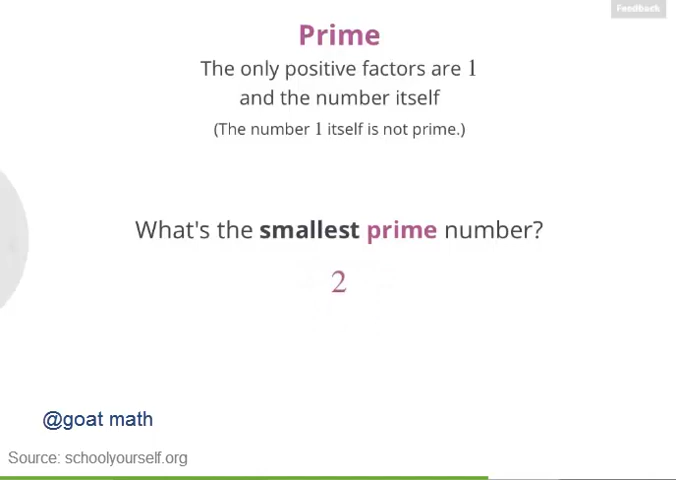 Feedback
Prime
The only positive factors are 1
and the number itself
(The number 1 itself is not prime.)
What's the smallest prime number?
2
@goat math
Source: schoolyourself.org